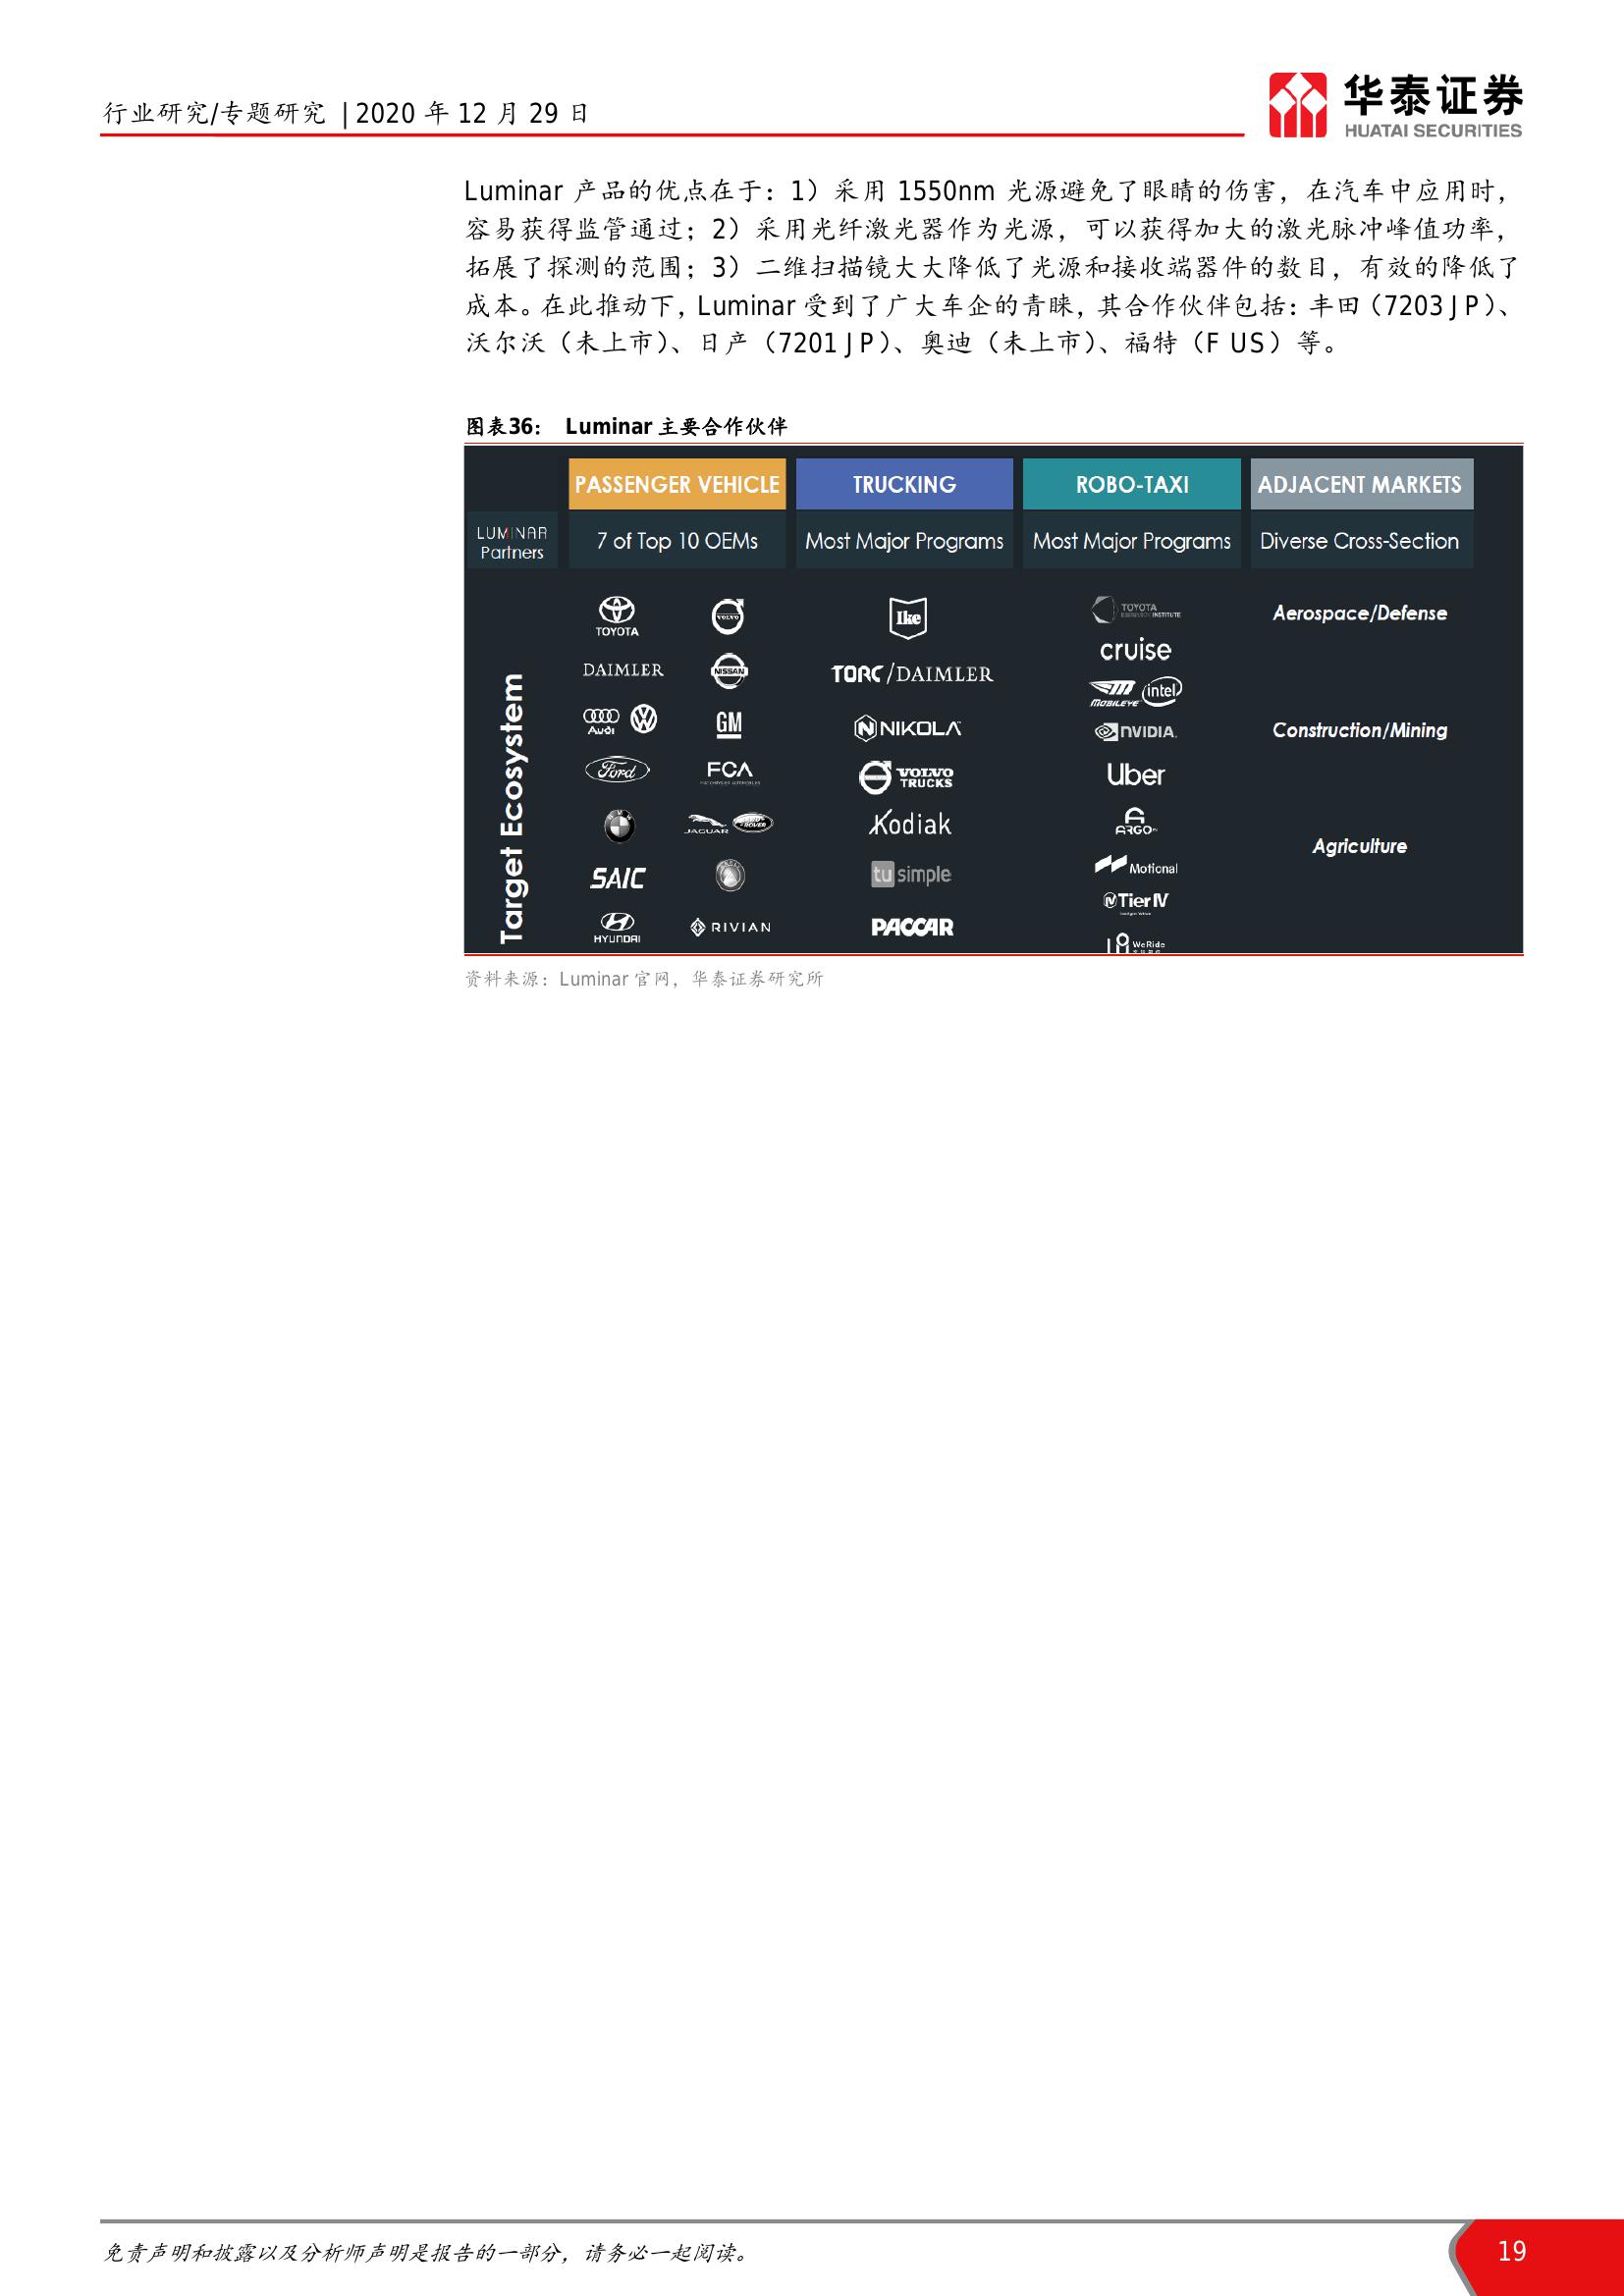 行业研究/专题研究 | 2020 年 12 月 29 日
华泰证券
HUATAI SECURITIES
Luminar 产品的优点在于：1）采用 1550nm 光源避免了眼睛的伤害，在汽车中应用时，
容易获得监管通过；2）采用光纤激光器作为光源，可以获得加大的激光脉冲峰值功率，
拓展了探测的范围；3）二维扫描镜大大降低了光源和接收端器件的数目，有效的降低了
成本。在此推动下，Luminar 受到了广大车企的青睐，其合作伙伴包括：丰田（7203 JP）、
沃尔沃（未上市）、日产（7201 JP）、奥迪（未上市）、福特（F US）等。
图表36： Luminar 主要合作伙伴
PASSENGER VEHICLE TRUCKING ROBO-TAXI ADJACENT MARKETS
LUMINAR
Partners
7 of Top 10 OEMs Most Major Programs Most Major Programs Diverse Cross-Section
Target Ecosystem
TOYOTA VOLVO
DAIMLER NISSAN
Audi GM
Ford FCA
BMW JAGUAR LAND ROVER
SAIC
HYUNDAI RIVIAN
Ike
TORC/DAIMLER
NIKOLA
VOLVO TRUCKS
Kodiak
tu simple
PACCAR
TOYOTA RESEARCH INSTITUTE
cruise
MOBILEYE intel
NVIDIA.
Uber
ARGO
Motional
Tier IV
WeRide
Aerospace/Defense
Construction/Mining
Agriculture
资料来源：Luminar 官网，华泰证券研究所
免责声明和披露以及分析师声明是报告的一部分，请务必一起阅读。
19